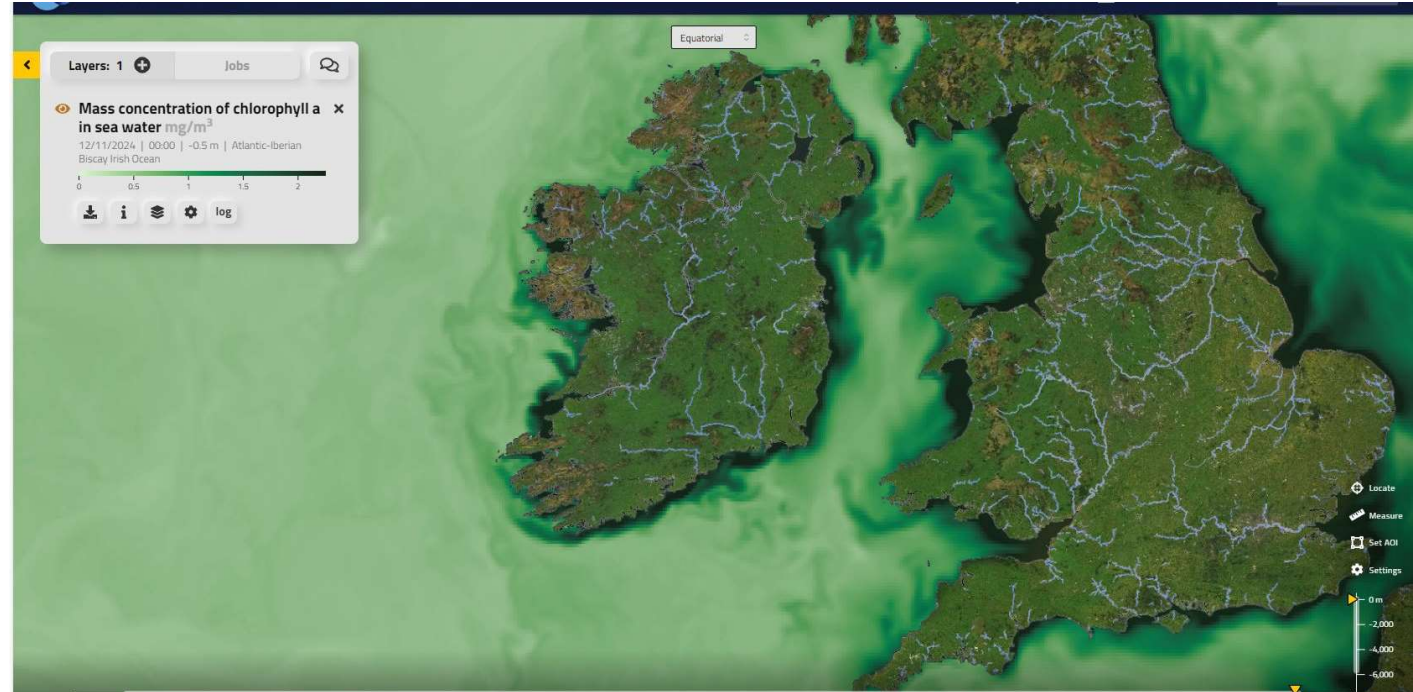 Equatorial
Layers: 1
Jobs
Mass concentration of chlorophyll a
in sea water mg/m³
12/11/2024 | 00:00 | -0.5 m | Atlantic-Iberian
Biscay Irish Ocean
0 0.5 1 1.5 2
i
log
Locate
Measure
Set AOI
Settings
0 m
-2,000
-4,000
-6,000